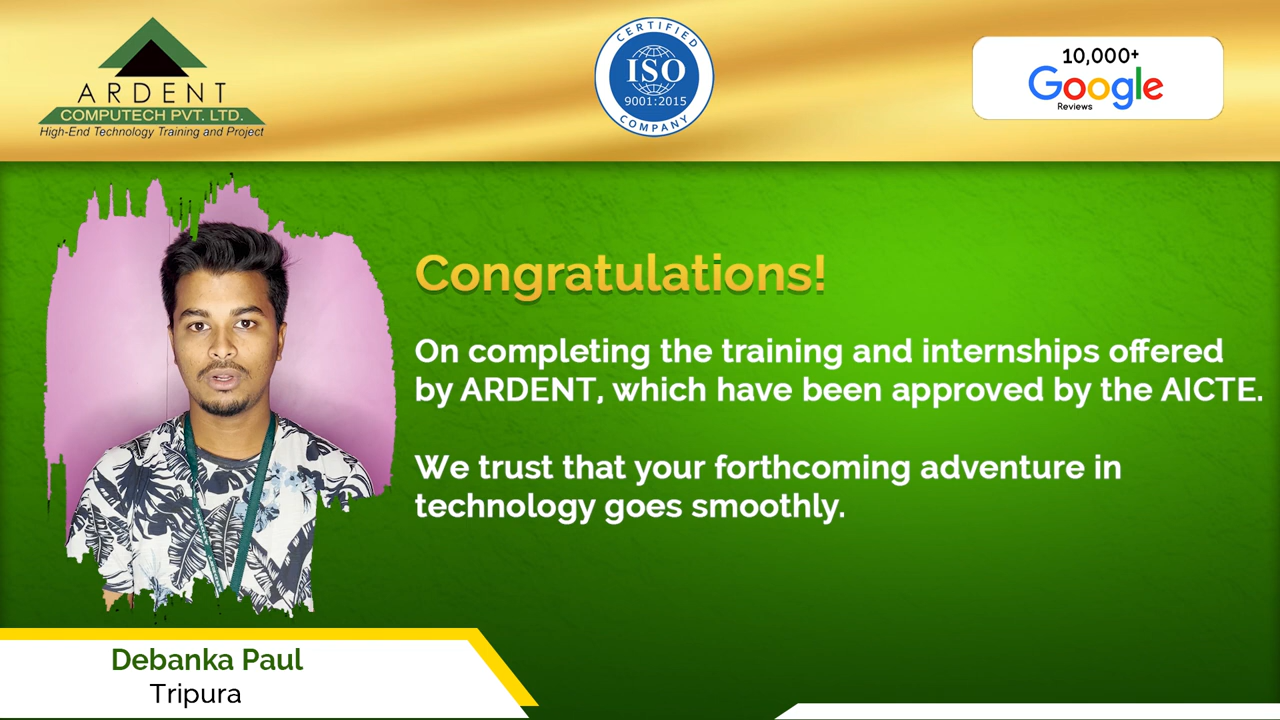 ARDENT
COMPUTECH PVT. LTD.
High-End Technology Training and Project
CERTIFIED
ISO
9001:2015
COMPANY
10,000+
Google
Reviews
Congratulations!
On completing the training and internships offered
by ARDENT, which have been approved by the AICTE.
We trust that your forthcoming adventure in
technology goes smoothly.
Debanka Paul
Tripura